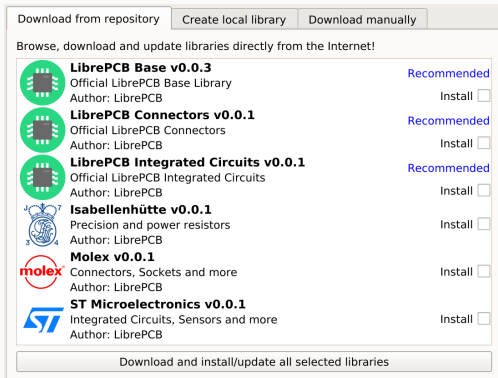 Download from repository
Create local library
Download manually
Browse, download and update libraries directly from the Internet!
LibrePCB Base v0.0.3
Recommended
Official LibrePCB Base Library
Author: LibrePCB
Install
LibrePCB Connectors v0.0.1
Recommended
Official LibrePCB Connectors
Author: LibrePCB
Install
LibrePCB Integrated Circuits v0.0.1
Recommended
Official LibrePCB Integrated Circuits
Author: LibrePCB
Install
J 7
3 4
Isabellenhütte v0.0.1
Precision and power resistors
Install
Author: LibrePCB
molex
Molex v0.0.1
Connectors, Sockets and more
Install
Author: LibrePCB
ST
ST Microelectronics v0.0.1
Integrated Circuits, Sensors and more
Install
Author: LibrePCB
Download and install/update all selected libraries